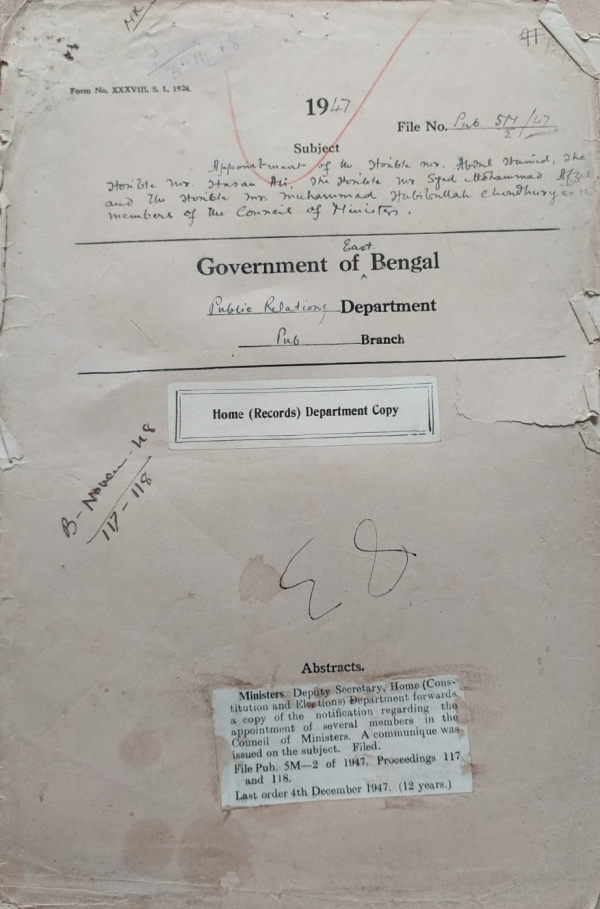 MK
Form No. XXXVIII. S. I., 1924.
1947
File No. Pub 5M/47
2
Subject
Appointment of the Hon'ble Mr. Abdul Hamid, the
Hon'ble Mr. Hasan Ali, the Hon'ble Mr Syed Mohammad Afzal
and the Hon'ble Mr. Muhammad Habibullah Chowdhury as
members of the Council of Ministers.
East
Government of Bengal
Public Relations Department
Pub Branch
Home (Records) Department Copy
117-118
Abstracts.
Ministers. Deputy Secretary, Home (Cons-
titution and Elections) Department forwards
a copy of the notification regarding the
appointment of several members in the
Council of Ministers. A communique was
issued on the subject. Filed.
File Pub. 5M—2 of 1947. Proceedings 117
and 118.
Last order 4th December 1947. (12 years.)